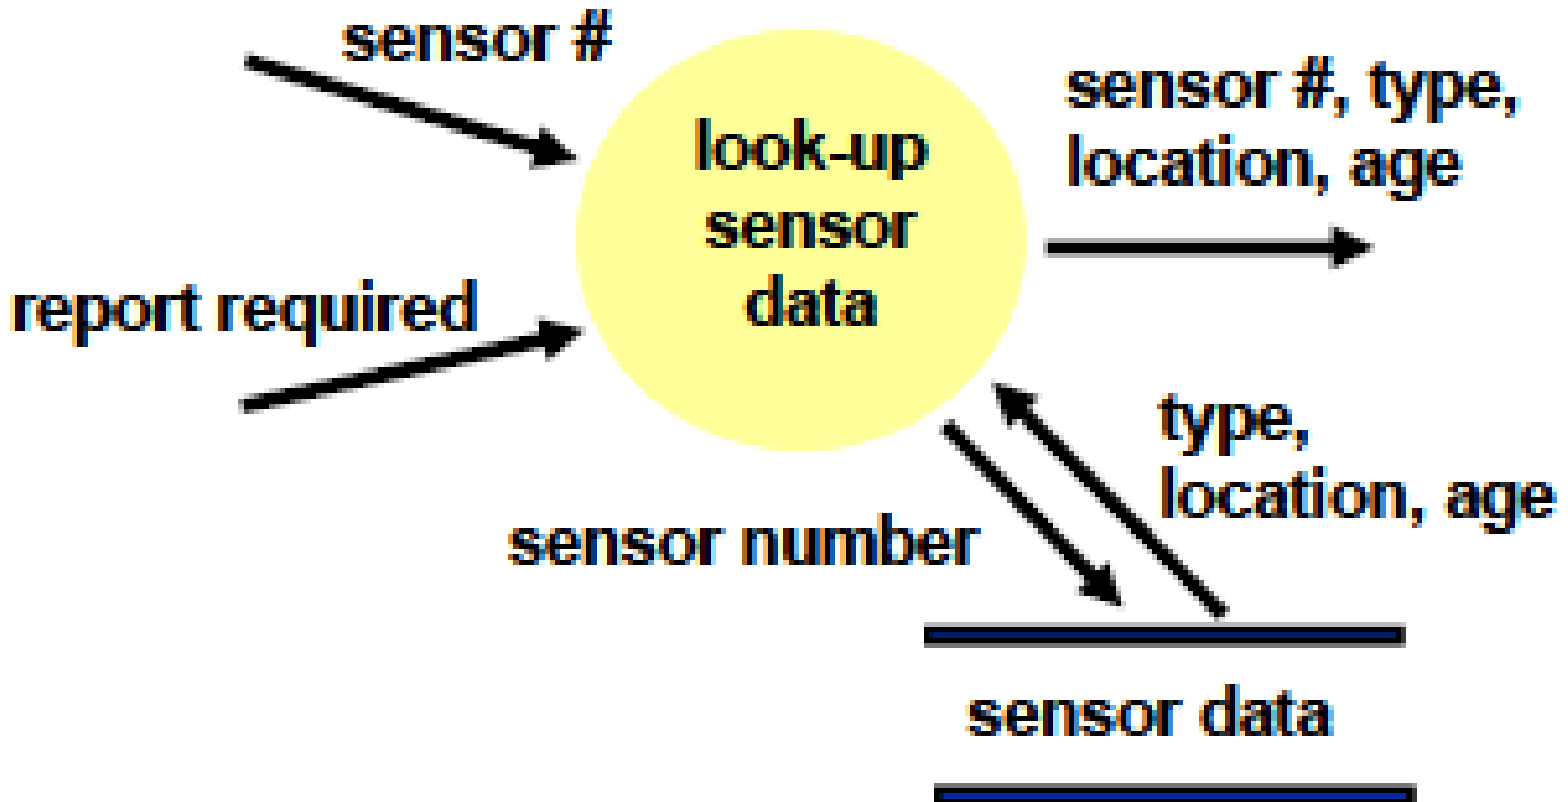 sensor #
look-up
sensor
data
sensor #, type,
location, age
report required
type,
location, age
sensor number
sensor data